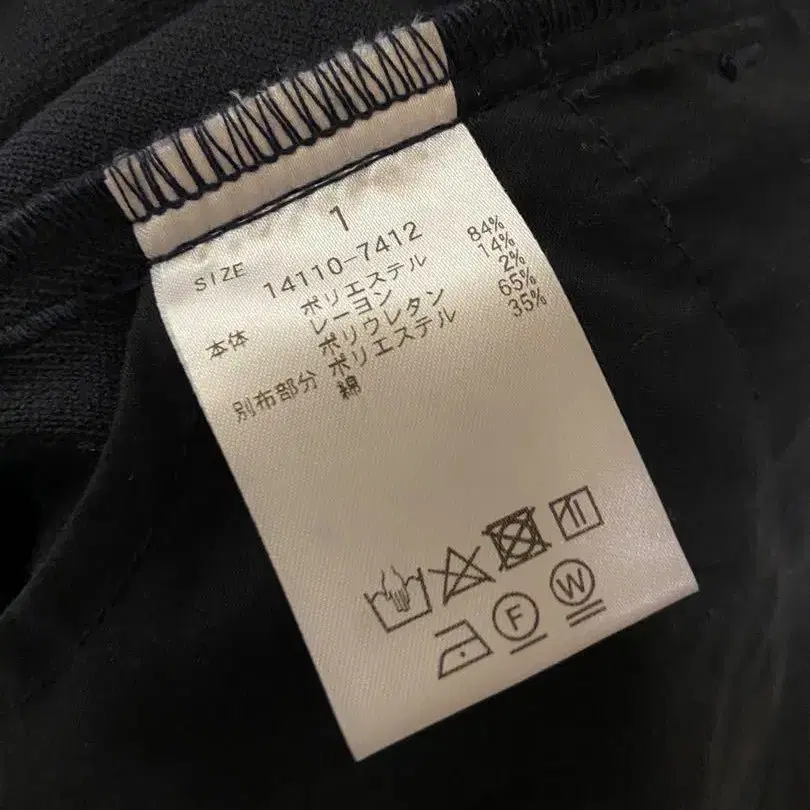 SIZE 1
14110-7412
本体 ポリエステル 84%
レーヨン 14%
ポリウレタン 2%
別布部分 ポリエステル 65%
綿 35%
F W